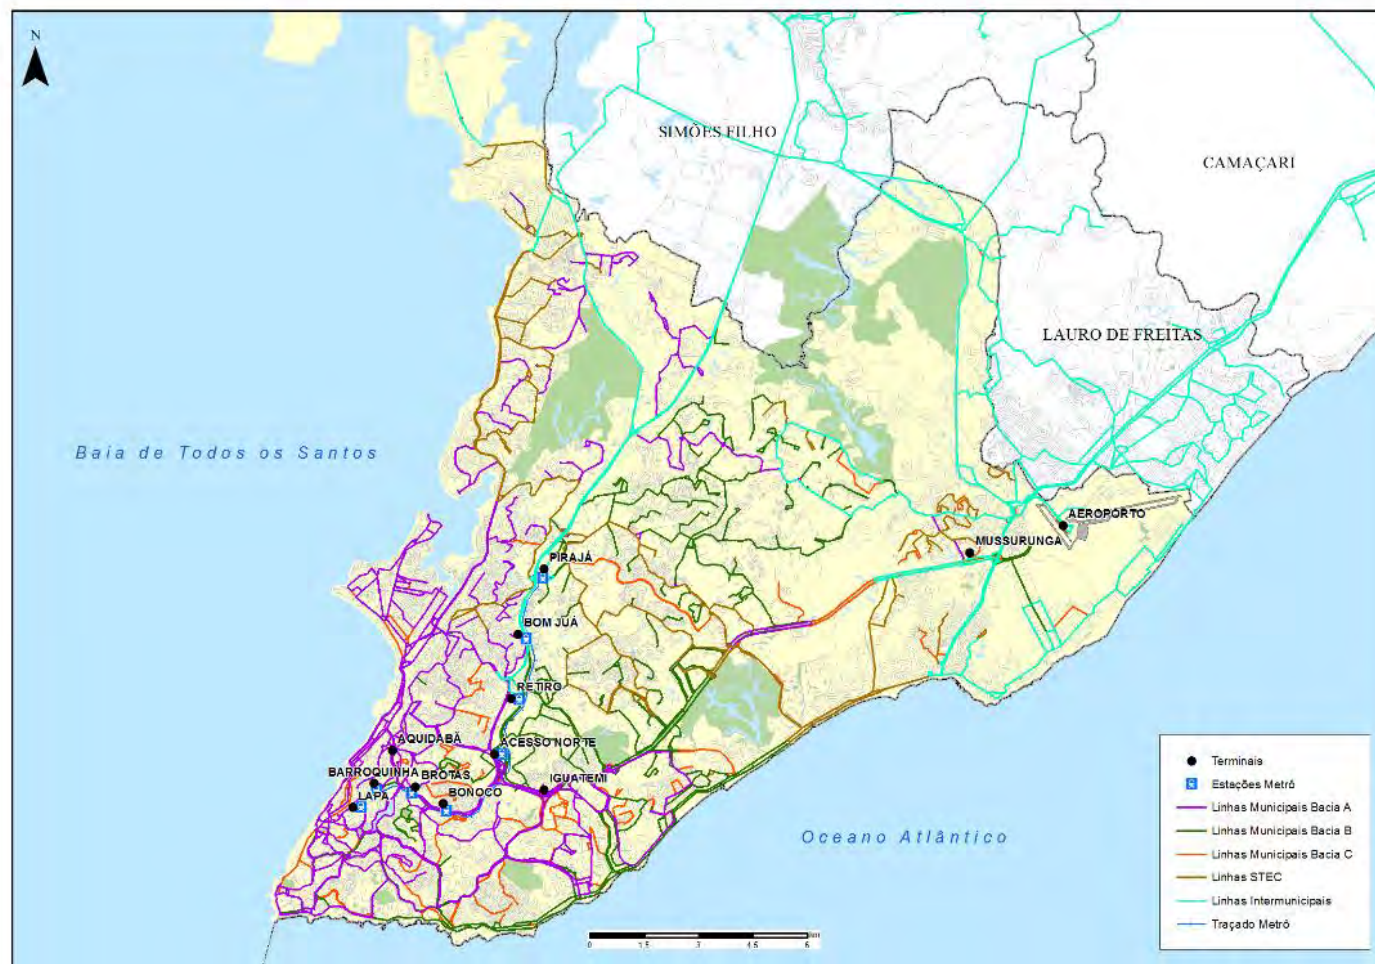 N
SIMÕES FILHO
CAMAÇARI
LAURO DE FREITAS
Baia de Todos os Santos
AEROPORTO
MUSSURUNGA
PIRAJÁ
BOM JUÁ
RETIRO
AQUIDABÃ
ACESSO NORTE
BARROQUINHA
BROTAS
IGUATEMI
LAPA
BONOCO
Oceano Atlântico
Terminais
Estações Metrô
Linhas Municipais Bacia A
Linhas Municipais Bacia B
Linhas Municipais Bacia C
Linhas STEC
Linhas Intermunicipais
Traçado Metrô
km
0 1.5 3 4.5 6